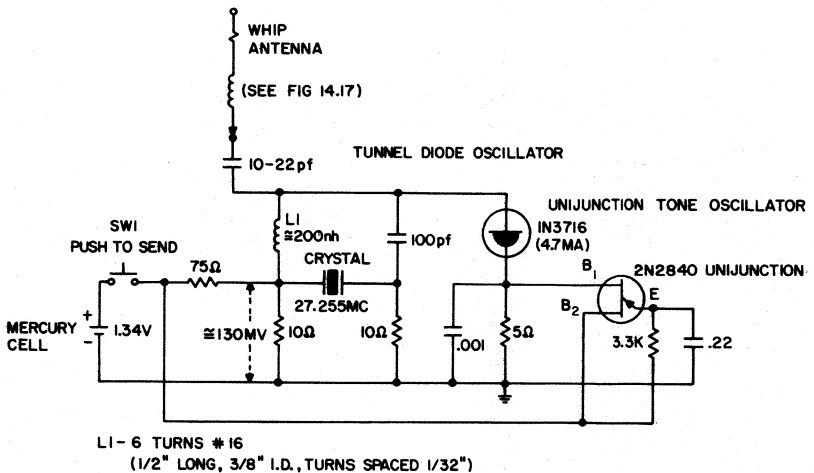 WHIP
ANTENNA
(SEE FIG 14.17)
10-22pf
TUNNEL DIODE OSCILLATOR
UNIJUNCTION TONE OSCILLATOR
L1
≅200nh
SW1
PUSH TO SEND
75Ω
CRYSTAL
27.255MC
100pf
1N3716
(4.7MA)
B1
2N2840 UNIJUNCTION
B2
E
MERCURY
CELL
+
-
1.34V
≅130MV
10Ω
10Ω
.001
5Ω
3.3K
.22
L1- 6 TURNS #16
(1/2" LONG, 3/8" I.D., TURNS SPACED 1/32")